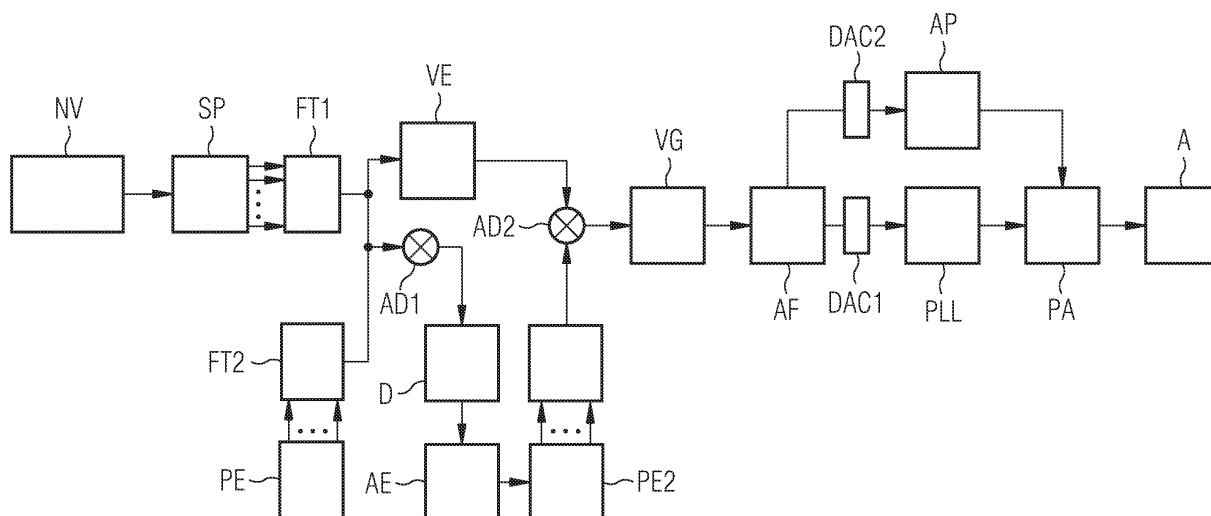 DAC2
AP
VE
NV
SP
FT1
VG
A
AD2
AD1
AF
DAC1
PLL
PA
FT2
D
PE
AE
PE2